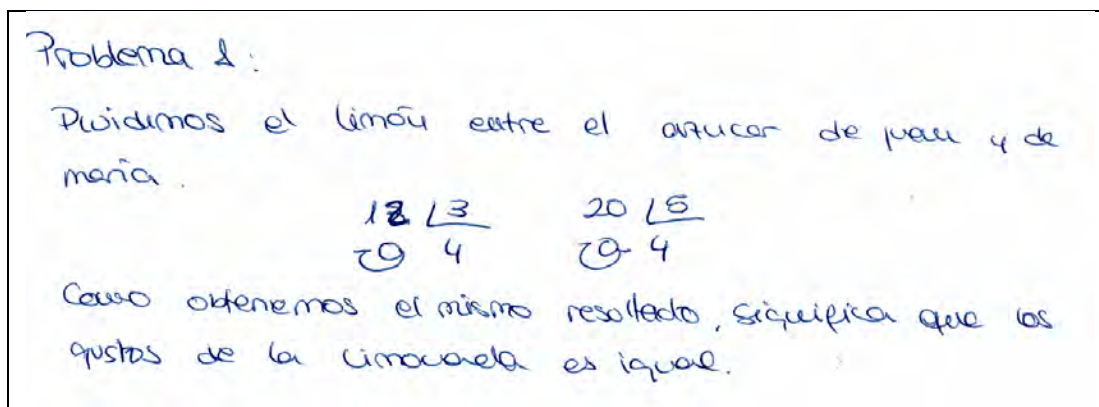 Problema 1:
Dividimos el limón entre el azucar de Juan y de
maría.
12 | 3 20 | 5
0 4 0 4
Como obtenemos el mismo resultado, significa que los
gustos de la limonada es igual.